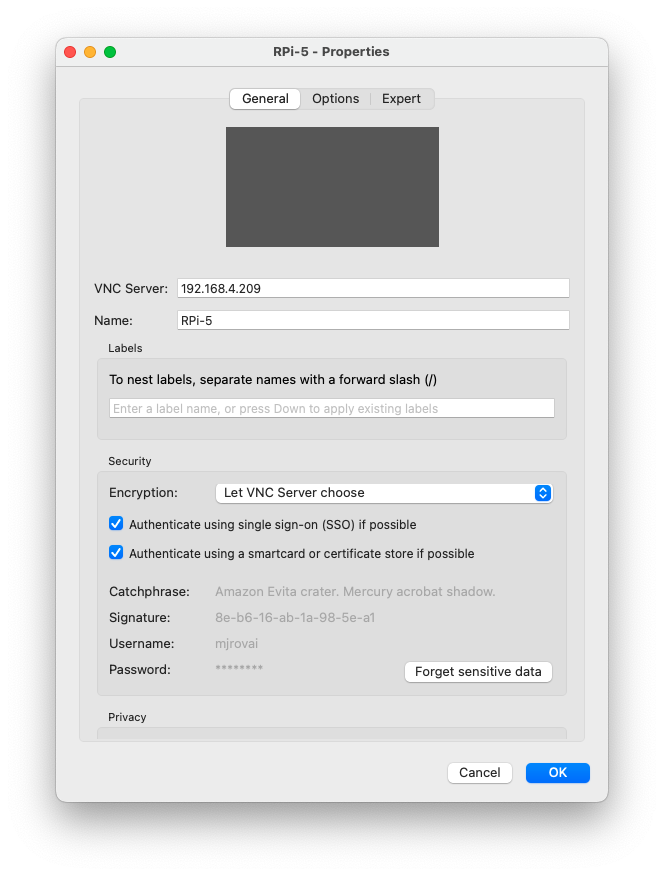 RPi-5 - Properties
General Options Expert
VNC Server: 192.168.4.209
Name: RPi-5
Labels
To nest labels, separate names with a forward slash (/)
Enter a label name, or press Down to apply existing labels
Security
Encryption: Let VNC Server choose
Authenticate using single sign-on (SSO) if possible
Authenticate using a smartcard or certificate store if possible
Catchphrase: Amazon Evita crater. Mercury acrobat shadow.
Signature: 8e-b6-16-ab-1a-98-5e-a1
Username: mjrovai
Password: ********
Forget sensitive data
Privacy
Cancel OK